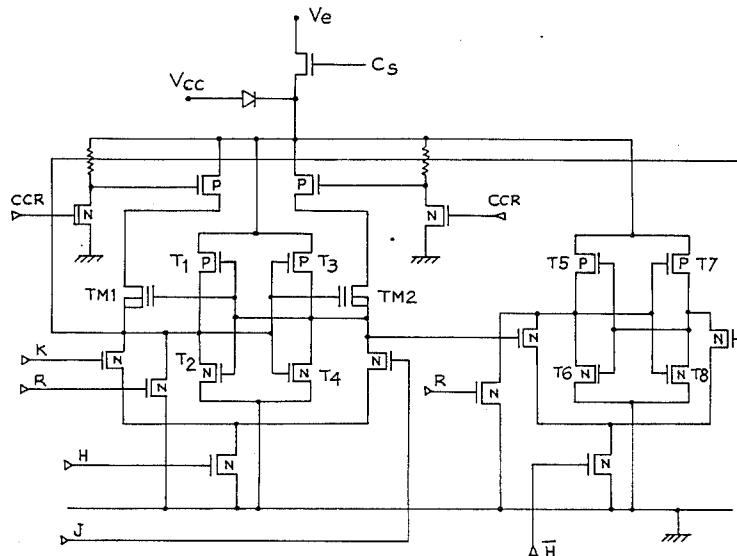 Ve
Cs
Vcc
P P
CCR N N CCR
T1 P P T3
T5 P P T7
TM1 TM2
K N N
T2 N N T4
N N
T6 N N T8
R N
R N
H N
N
J
H̅